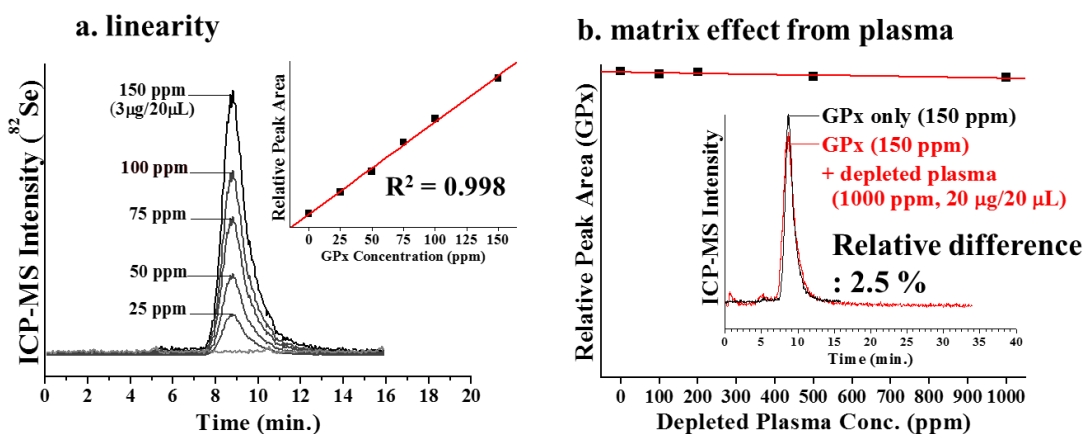 a. linearity
ICP-MS Intensity (⁸²Se)
150 ppm
(3µg/20µL)
100 ppm
75 ppm
50 ppm
25 ppm
0 2 4 6 8 10 12 14 16 18 20
Time (min.)
Relative Peak Area
R² = 0.998
0 25 50 75 100 125 150
GPx Concentration (ppm)
b. matrix effect from plasma
Relative Peak Area (GPx)
GPx only (150 ppm)
GPx (150 ppm)
+ depleted plasma
(1000 ppm, 20 µg/20 µL)
Relative difference
: 2.5 %
ICP-MS Intensity
0 5 10 15 20 25 30 35 40
Time (min.)
0 100 200 300 400 500 600 700 800 900 1000
Depleted Plasma Conc. (ppm)